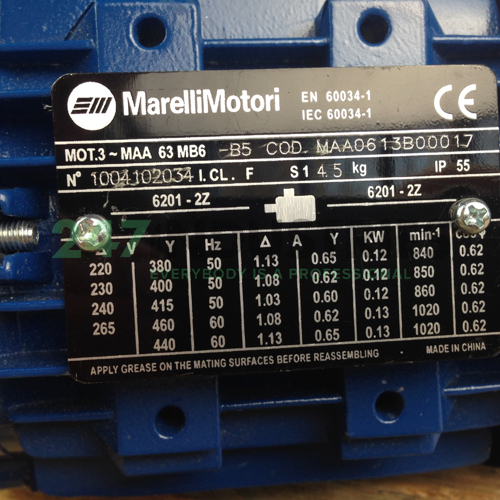 MarelliMotori EN 60034-1
IEC 60034-1
CE
MOT.3~MAA 63 MB6 -B5 COD. MAA0613B00017
N° 1004102034 I.CL. F S1 4.5 kg IP 55
6201-2Z 6201-2Z
247
V Y Hz Δ A Y KW min-1
220 380 50 1.13 0.65 0.12 840 0.62
EVERYBODY IS A PROFESSIONAL
230 400 50 1.08 0.62 0.12 850 0.62
240 415 50 1.03 0.60 0.12 860 0.62
265 460 60 1.08 0.62 0.13 1020 0.62
440 60 1.13 0.65 0.13 1020 0.62
APPLY GREASE ON THE MATING SURFACES BEFORE REASSEMBLING MADE IN CHINA